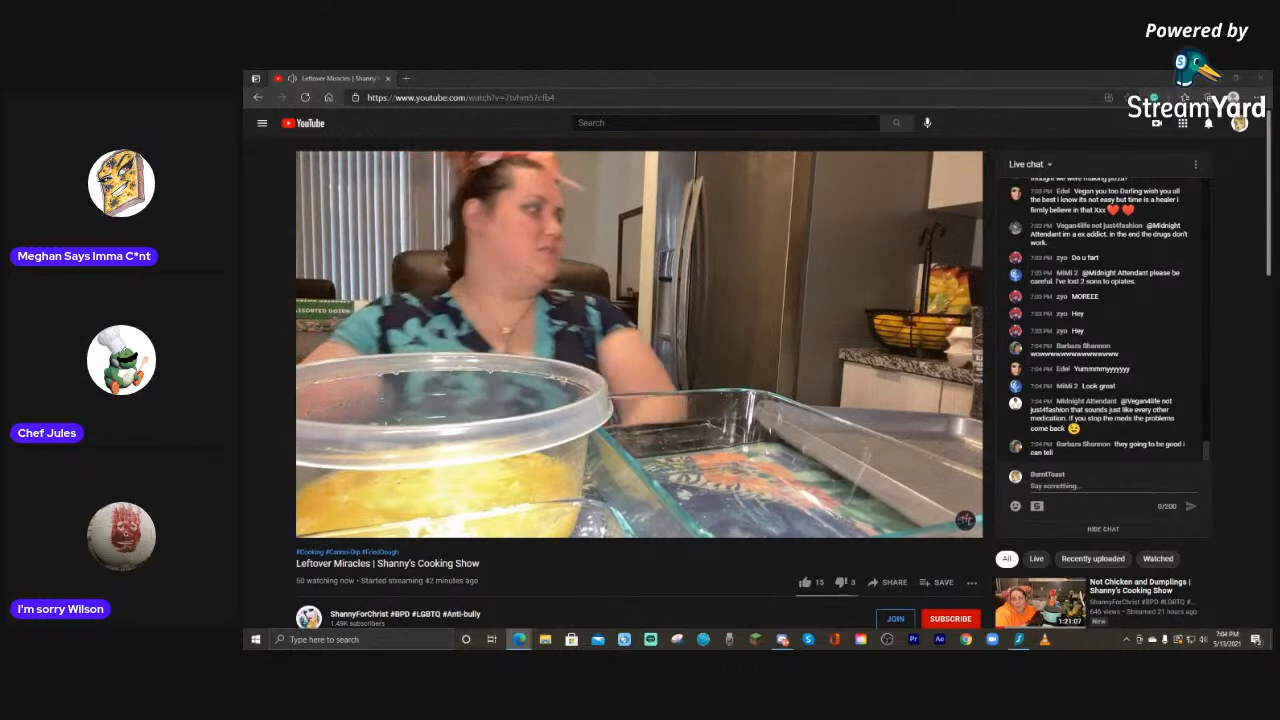 Powered by
StreamYard
Leftover Miracles | Shanny'
https://www.youtube.com/watch?v=7tvhm57cfb4
YouTube
Search
Meghan Says Imma C*nt
Chef Jules
I'm sorry Wilson
ASSORTED DOZEN
Live chat
7:03 PM Edel Vegan you too Darling wish you all
the best i know its not easy but time is a healer i
firmly believe in that Xxx
7:03 PM Vegan4life not just4fashion @Midnight
Attendant im a ex addict. in the end the drugs don't
work.
7:03 PM zyo Do u fart
7:03 PM MiMi 2 @Midnight Attendant please be
careful. I've lost 2 sons to opiates.
7:03 PM zyo MOREEE
7:03 PM zyo Hey
7:03 PM zyo Hey
7:04 PM Barbara Shannon
7:04 PM Edel Yummmmyyyyyy
7:04 PM MiMi 2 Look great
7:04 PM Midnight Attendant @Vegan4life not
just4fashion that sounds just like every other
medication. if you stop the meds the problems
come back
7:04 PM Barbara Shannon they going to be good i
can tell
BurntToast
Say something...
0/200
HIDE CHAT
#Cooking #CannoliDip #FriedDough
Leftover Miracles | Shanny's Cooking Show
50 watching now • Started streaming 42 minutes ago
15
3
SHARE
SAVE
ShannyForChrist #BPD #LGBTQ #Anti-bully
1.49K subscribers
JOIN
SUBSCRIBE
All
Live
Recently uploaded
Watched
Not Chicken and Dumplings |
Shanny's Cooking Show
ShannyForChrist #BPD #LGBTQ #...
646 views • Streamed 21 hours ago
New
1:21:07
Type here to search
7:04 PM
5/13/2021